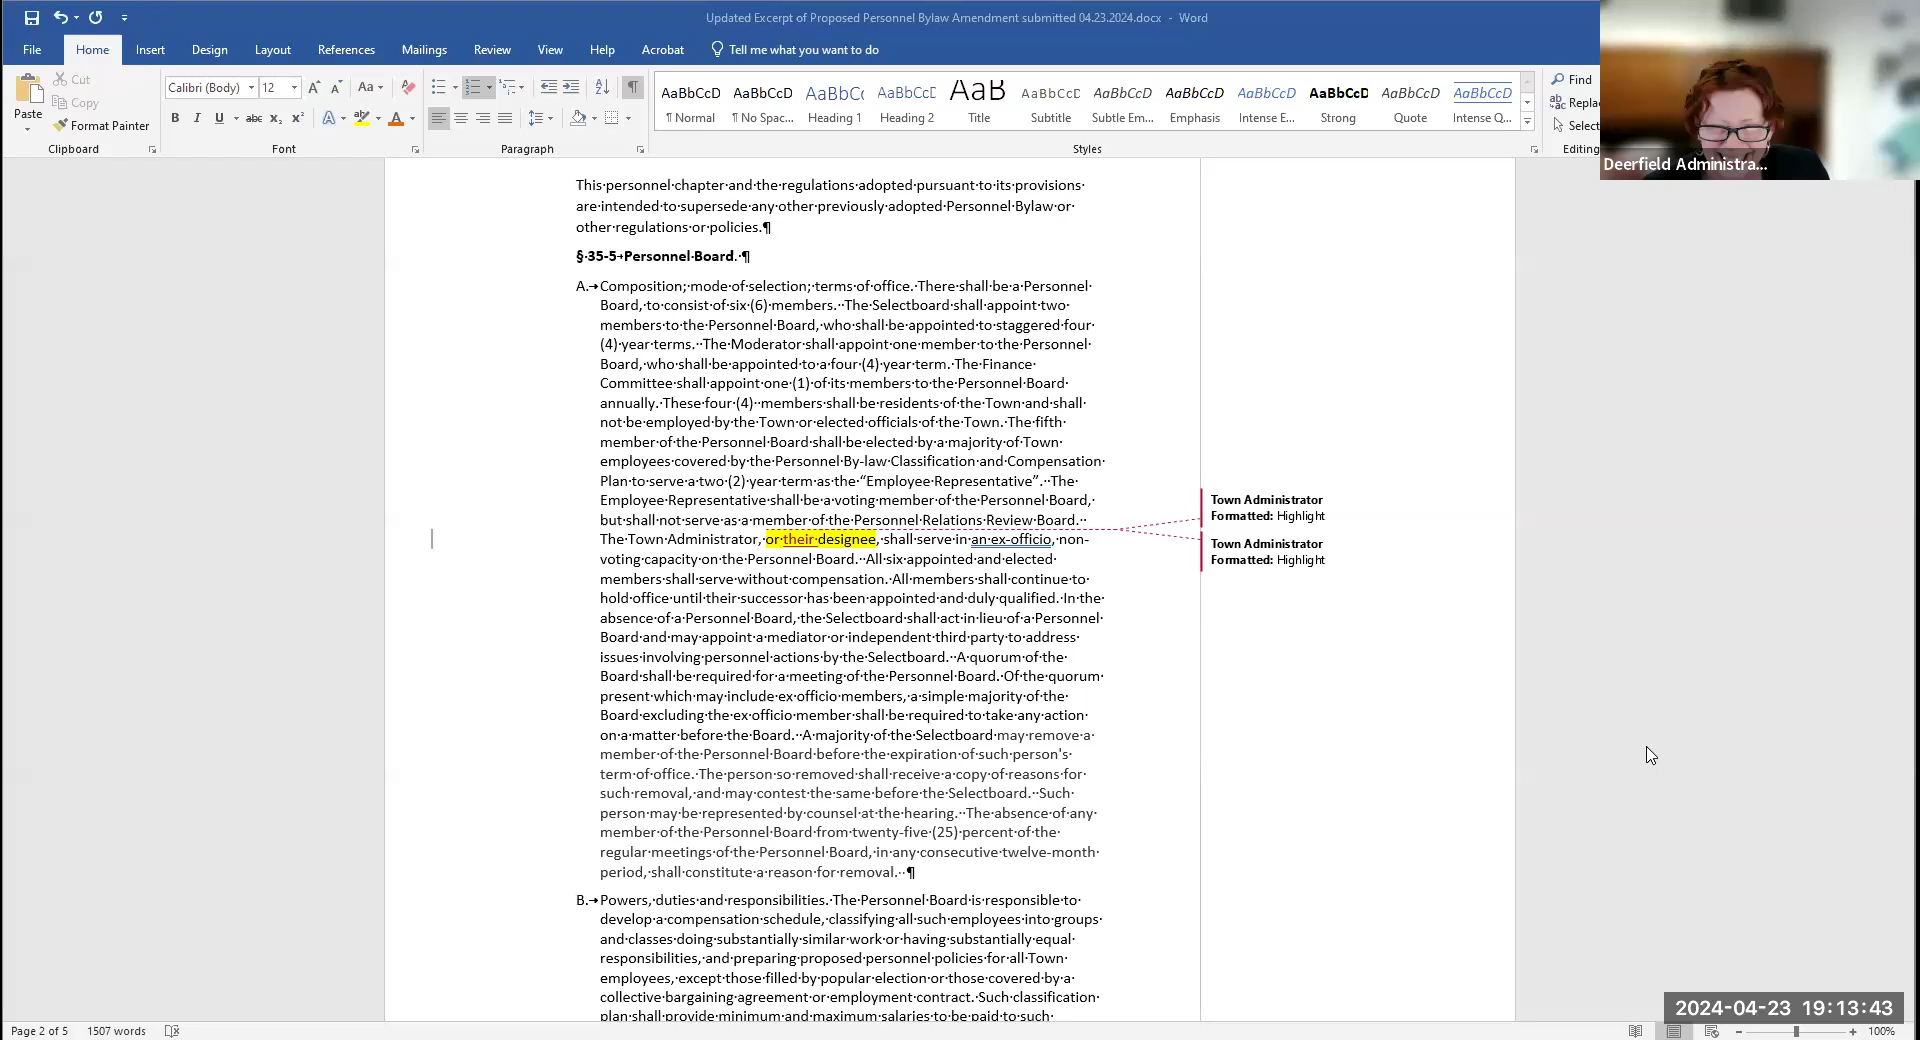 Updated Excerpt of Proposed Personnel Bylaw Amendment submitted 04.23.2024.docx - Word
File Home Insert Design Layout References Mailings Review View Help Acrobat Tell me what you want to do
Paste
Cut
Copy
Format Painter
Clipboard
Calibri (Body) 12
Font
Paragraph
AaBbCcD AaBbCcD AaBbCc AaBbCcD AaB AaBbCcD AaBbCcD AaBbCcD AaBbCcD AaBbCcD AaBbCcD AaBbCcD
¶ Normal ¶ No Spac... Heading 1 Heading 2 Title Subtitle Subtle Em... Emphasis Intense E... Strong Quote Intense Q...
Styles
Find
Repla
Select
Editing
Deerfield Administra...
This personnel chapter and the regulations adopted pursuant to its provisions
are intended to supersede any other previously adopted Personnel Bylaw or
other regulations or policies.¶
§ 35-5 Personnel Board. ¶
A. Composition; mode of selection; terms of office. There shall be a Personnel
Board, to consist of six (6) members. The Selectboard shall appoint two
members to the Personnel Board, who shall be appointed to staggered four
(4) year terms. The Moderator shall appoint one member to the Personnel
Board, who shall be appointed to a four (4) year term. The Finance
Committee shall appoint one (1) of its members to the Personnel Board
annually. These four (4) members shall be residents of the Town and shall
not be employed by the Town or elected officials of the Town. The fifth
member of the Personnel Board shall be elected by a majority of Town
employees covered by the Personnel By-law Classification and Compensation
Plan to serve a two (2) year term as the “Employee Representative”. The
Employee Representative shall be a voting member of the Personnel Board,
but shall not serve as a member of the Personnel Relations Review Board.
The Town Administrator, or their designee, shall serve in an ex-officio, non-
voting capacity on the Personnel Board. All six appointed and elected
members shall serve without compensation. All members shall continue to
hold office until their successor has been appointed and duly qualified. In the
absence of a Personnel Board, the Selectboard shall act in lieu of a Personnel
Board and may appoint a mediator or independent third party to address
issues involving personnel actions by the Selectboard. A quorum of the
Board shall be required for a meeting of the Personnel Board. Of the quorum
present which may include ex officio members, a simple majority of the
Board excluding the ex officio member shall be required to take any action
on a matter before the Board. A majority of the Selectboard may remove a
member of the Personnel Board before the expiration of such person's
term of office. The person so removed shall receive a copy of reasons for
such removal, and may contest the same before the Selectboard. Such
person may be represented by counsel at the hearing. The absence of any
member of the Personnel Board from twenty-five (25) percent of the
regular meetings of the Personnel Board, in any consecutive twelve-month
period, shall constitute a reason for removal. ¶
B. Powers, duties and responsibilities. The Personnel Board is responsible to
develop a compensation schedule, classifying all such employees into groups
and classes doing substantially similar work or having substantially equal
responsibilities, and preparing proposed personnel policies for all Town
employees, except those filled by popular election or those covered by a
collective bargaining agreement or employment contract. Such classification
plan shall provide minimum and maximum salaries to be paid to such
Town Administrator
Formatted: Highlight
Town Administrator
Formatted: Highlight
2024-04-23 19:13:43
Page 2 of 5 1507 words
100%